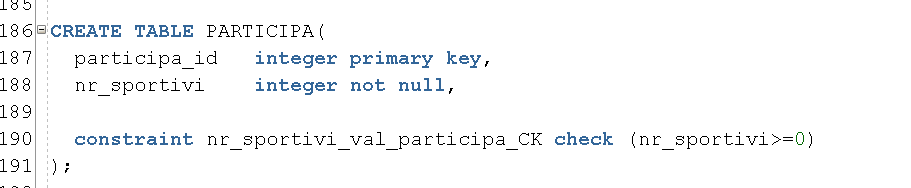 185
186 CREATE TABLE PARTICIPA(
187 participa_id integer primary key,
188 nr_sportivi integer not null,
189
190 constraint nr_sportivi_val_participa_CK check (nr_sportivi>=0)
191 );